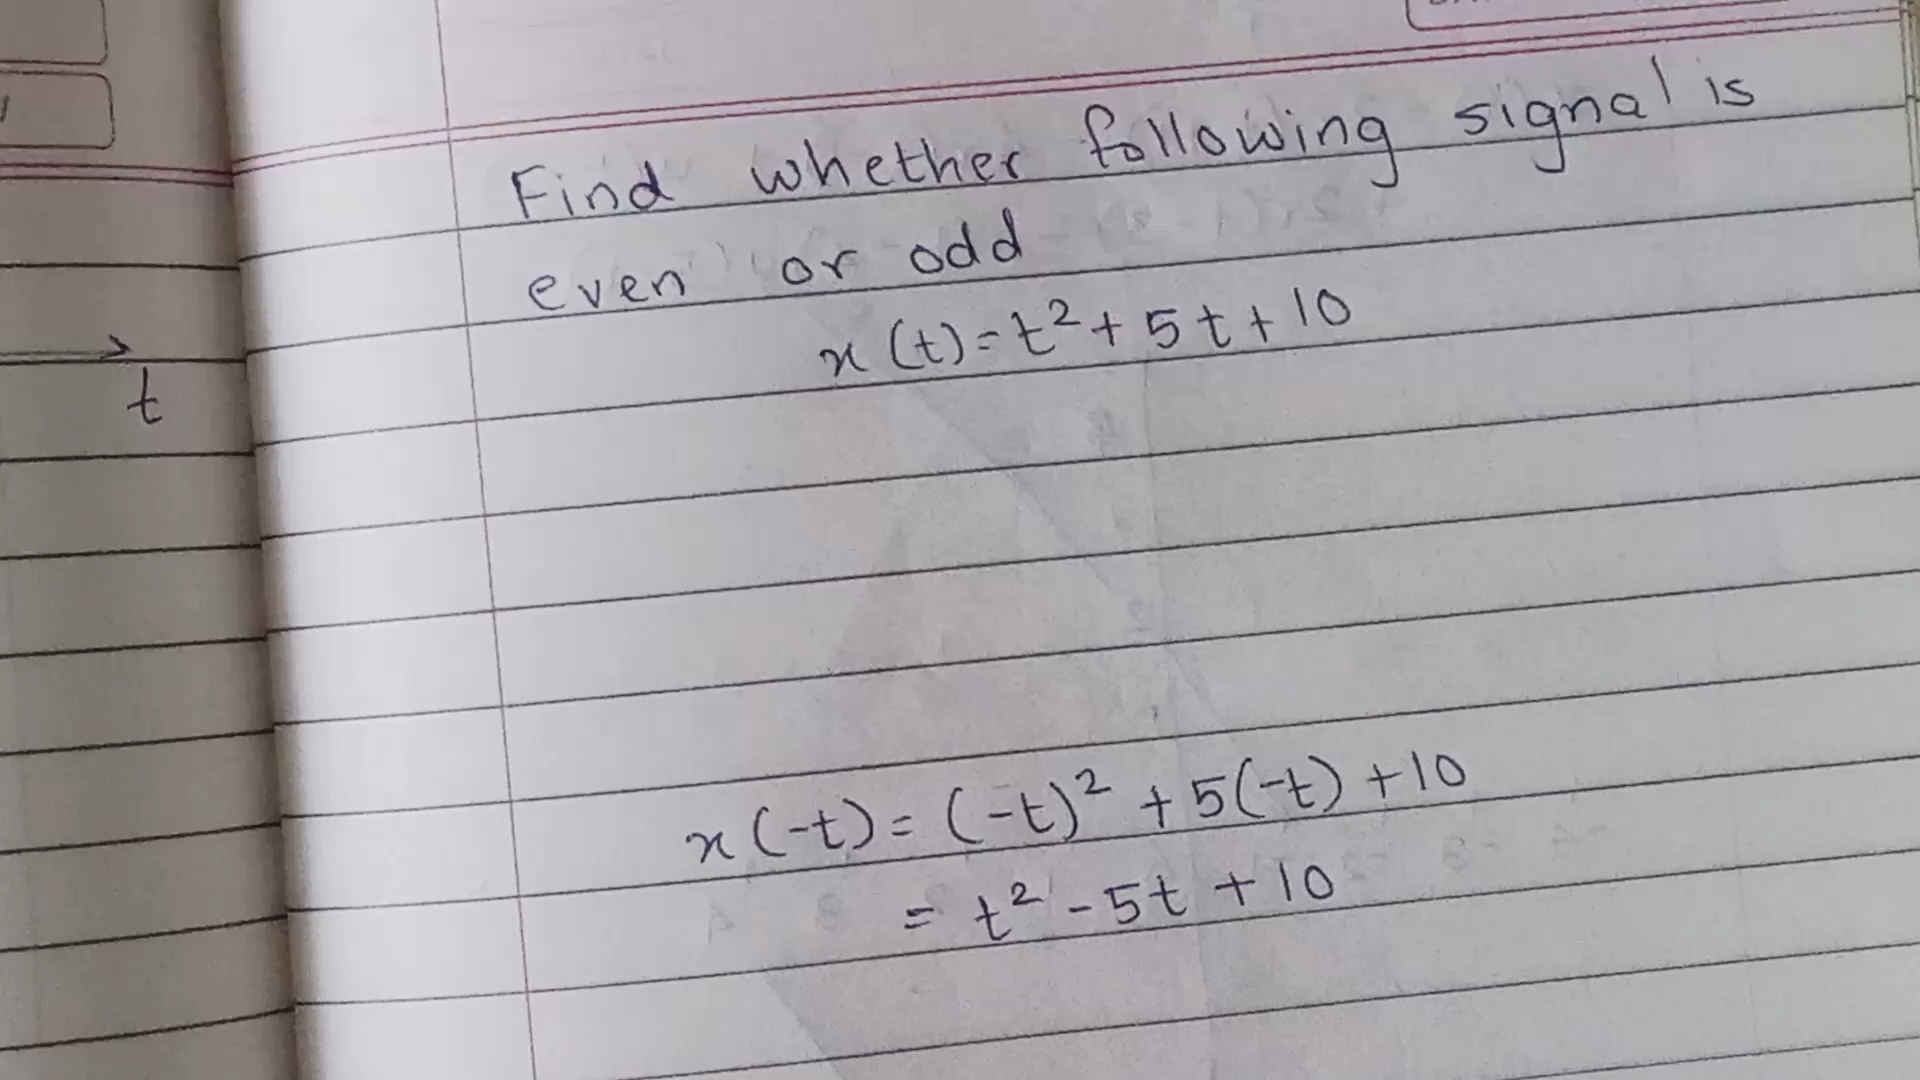 Find whether following signal is
even or odd
x(t)=t²+5t+10
t
x(-t)=(-t)²+5(-t)+10
=t²-5t+10